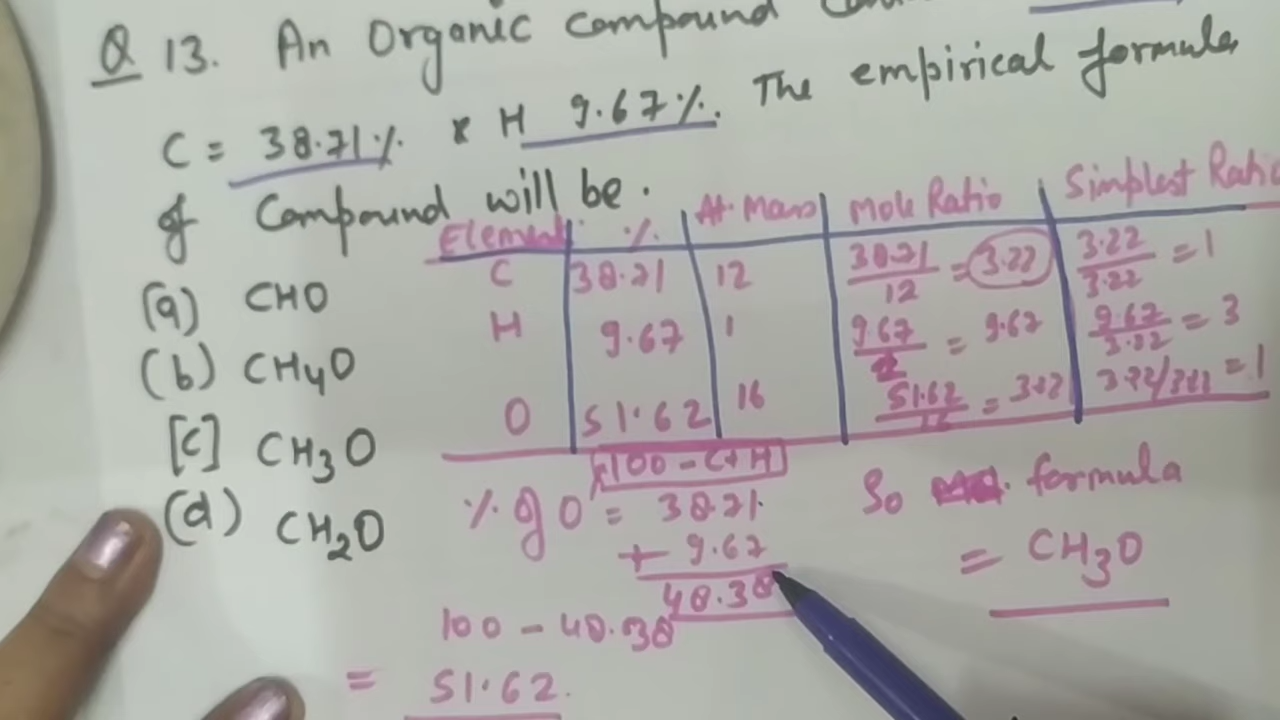 Q 13. An Organic Compound
C = 38.71% & H 9.67%. The empirical formula
of Compound will be.
(a) CHO
(b) CH4O
[c] CH3O
(d) CH2O
Element % At. Mass Mole Ratio Simplest Ratio
C 38.71 12 38.71/12 = 3.22 3.22/3.22 = 1
H 9.67 1 9.67/ = 9.67 9.67/3.22 = 3
O 51.62 16 51.62/16 = 3.22 3.22/3.22 = 1
100 - C+H
% of O = 38.71
+ 9.67
48.38
100 - 48.38
= 51.62.
So formula
= CH3O